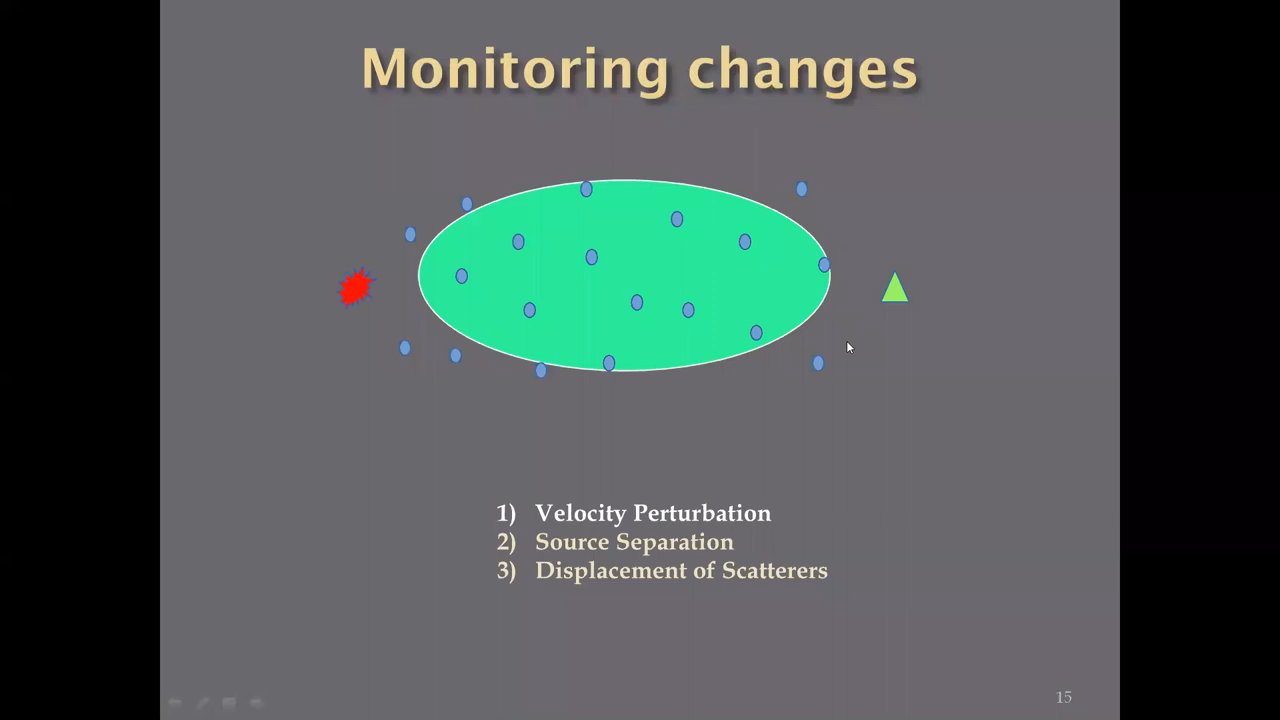 Monitoring changes
1) Velocity Perturbation
2) Source Separation
3) Displacement of Scatterers
15